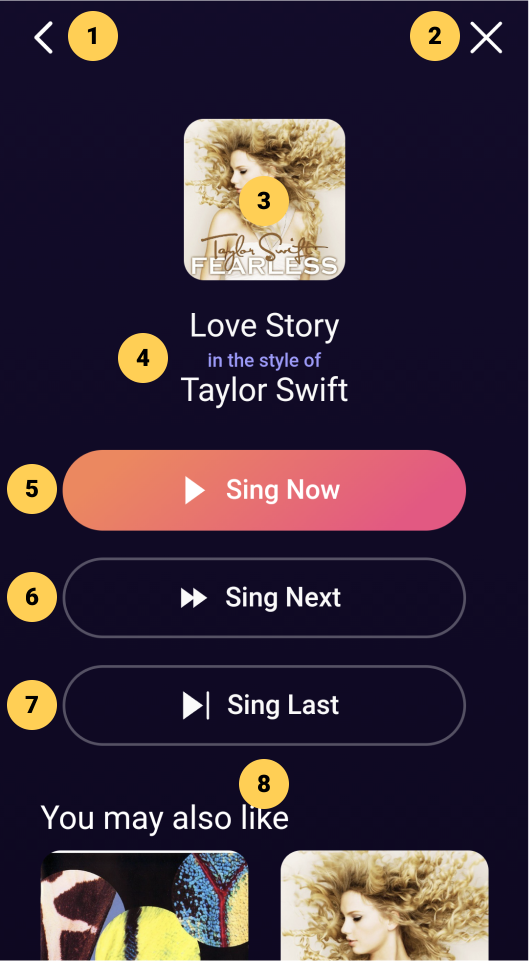 1
2
3
Taylor Swift
FEARLESS
Love Story
4
in the style of
Taylor Swift
5
Sing Now
6
Sing Next
7
Sing Last
8
You may also like